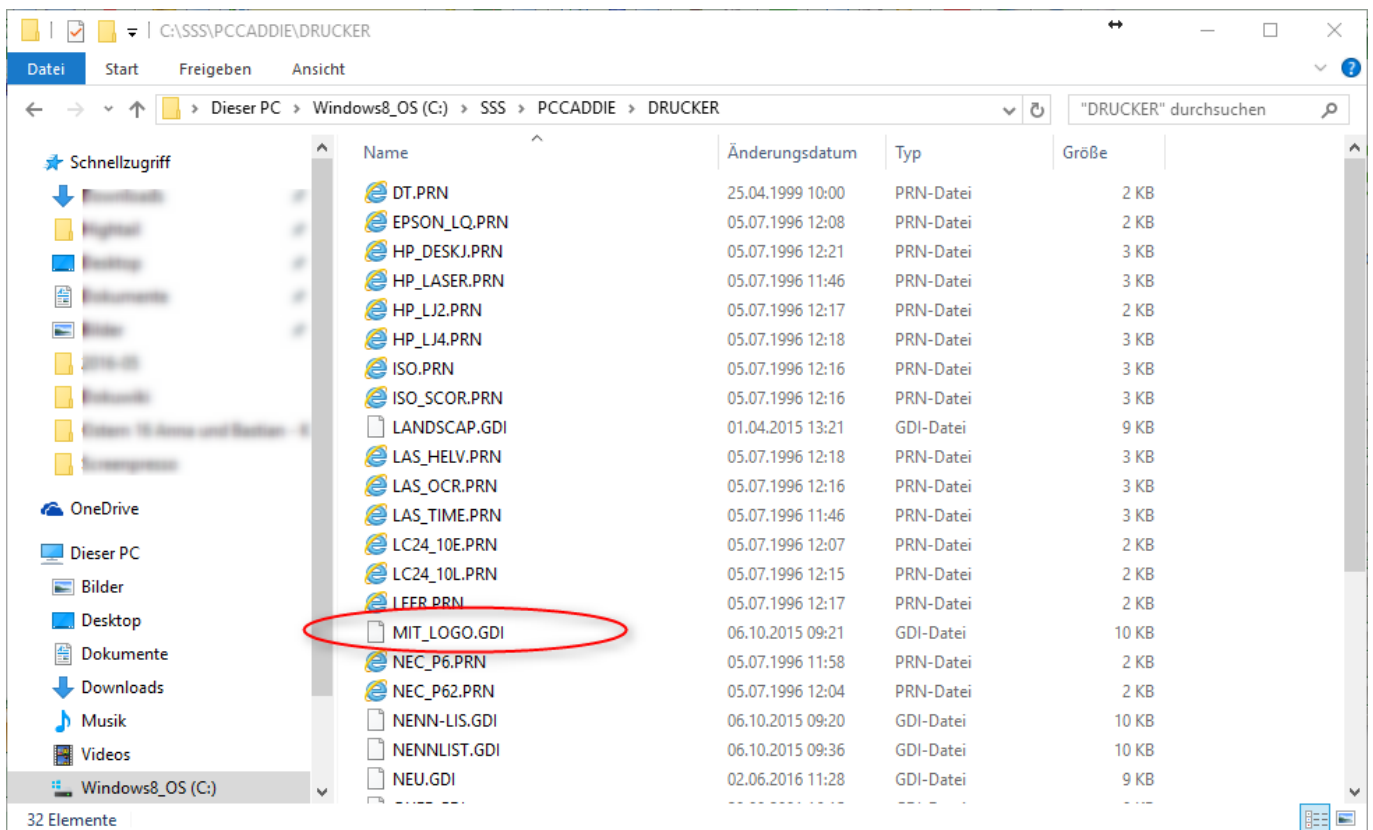 C:\SSS\PCCADDIE\DRUCKER
Datei Start Freigeben Ansicht
Dieser PC > Windows8_OS (C:) > SSS > PCCADDIE > DRUCKER "DRUCKER" durchsuchen
Name Änderungsdatum Typ Größe
Schnellzugriff
OneDrive
Dieser PC
Bilder
Desktop
Dokumente
Downloads
Musik
Videos
Windows8_OS (C:)
DT.PRN 25.04.1999 10:00 PRN-Datei 2 KB
EPSON_LQ.PRN 05.07.1996 12:08 PRN-Datei 2 KB
HP_DESKJ.PRN 05.07.1996 12:21 PRN-Datei 3 KB
HP_LASER.PRN 05.07.1996 11:46 PRN-Datei 3 KB
HP_LJ2.PRN 05.07.1996 12:17 PRN-Datei 2 KB
HP_LJ4.PRN 05.07.1996 12:18 PRN-Datei 3 KB
ISO.PRN 05.07.1996 12:16 PRN-Datei 3 KB
ISO_SCOR.PRN 05.07.1996 12:16 PRN-Datei 3 KB
LANDSCAP.GDI 01.04.2015 13:21 GDI-Datei 9 KB
LAS_HELV.PRN 05.07.1996 12:18 PRN-Datei 3 KB
LAS_OCR.PRN 05.07.1996 12:16 PRN-Datei 3 KB
LAS_TIME.PRN 05.07.1996 11:46 PRN-Datei 3 KB
LC24_10E.PRN 05.07.1996 12:07 PRN-Datei 2 KB
LC24_10L.PRN 05.07.1996 12:15 PRN-Datei 2 KB
LEER.PRN 05.07.1996 12:17 PRN-Datei 2 KB
MIT_LOGO.GDI 06.10.2015 09:21 GDI-Datei 10 KB
NEC_P6.PRN 05.07.1996 11:58 PRN-Datei 2 KB
NEC_P62.PRN 05.07.1996 12:04 PRN-Datei 2 KB
NENN-LIS.GDI 06.10.2015 09:20 GDI-Datei 10 KB
NENNLIST.GDI 06.10.2015 09:36 GDI-Datei 10 KB
NEU.GDI 02.06.2016 11:28 GDI-Datei 9 KB
32 Elemente